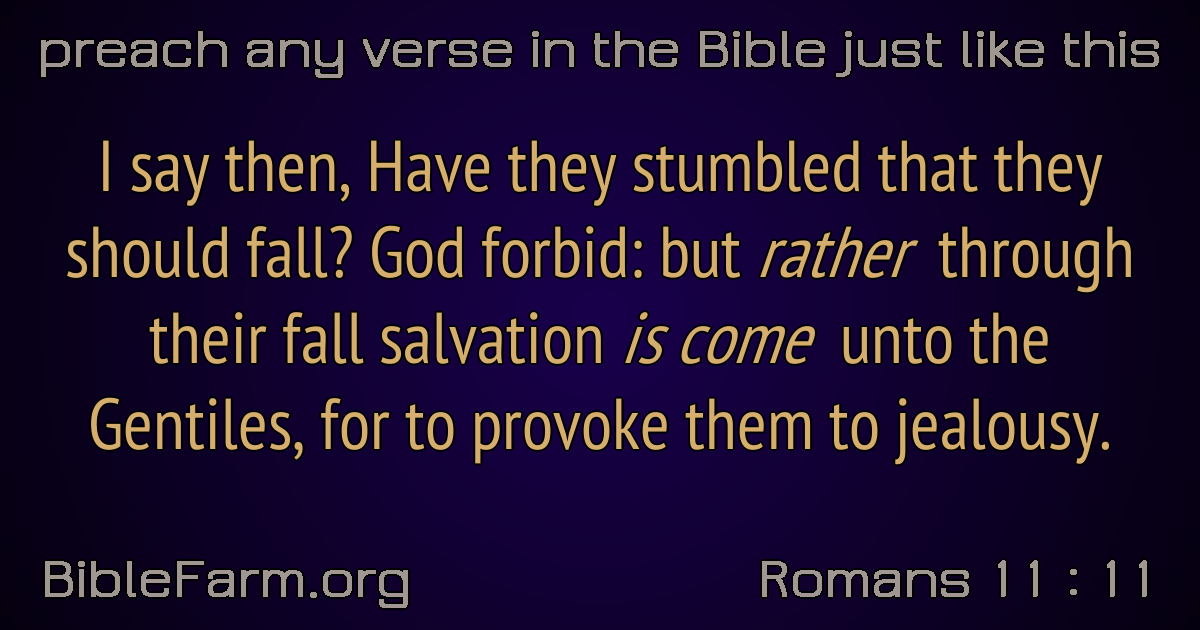 preach any verse in the Bible just like this
I say then, Have they stumbled that they
should fall? God forbid: but rather through
their fall salvation is come unto the
Gentiles, for to provoke them to jealousy.
BibleFarm.org
Romans 11 : 11